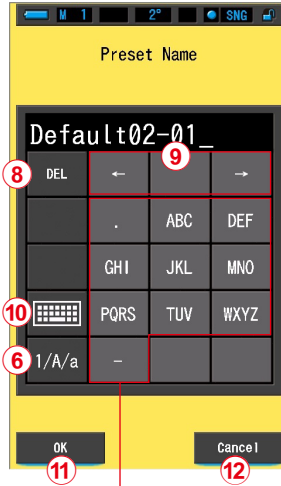 M 1 2° SNG
Preset Name
Default02-01_
8 DEL ← 9 →
. ABC DEF
GHI JKL MNO
10 PQRS TUV WXYZ
6 1/A/a –
OK Cancel
11 12